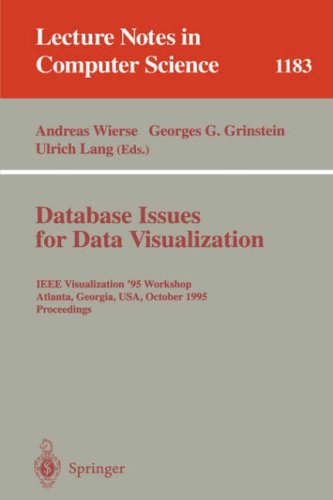 Lecture Notes in
Computer Science 1183
Andreas Wierse Georges G. Grinstein
Ulrich Lang (Eds.)
Database Issues
for Data Visualization
IEEE Visualization '95 Workshop
Atlanta, Georgia, USA, October 1995
Proceedings
Springer